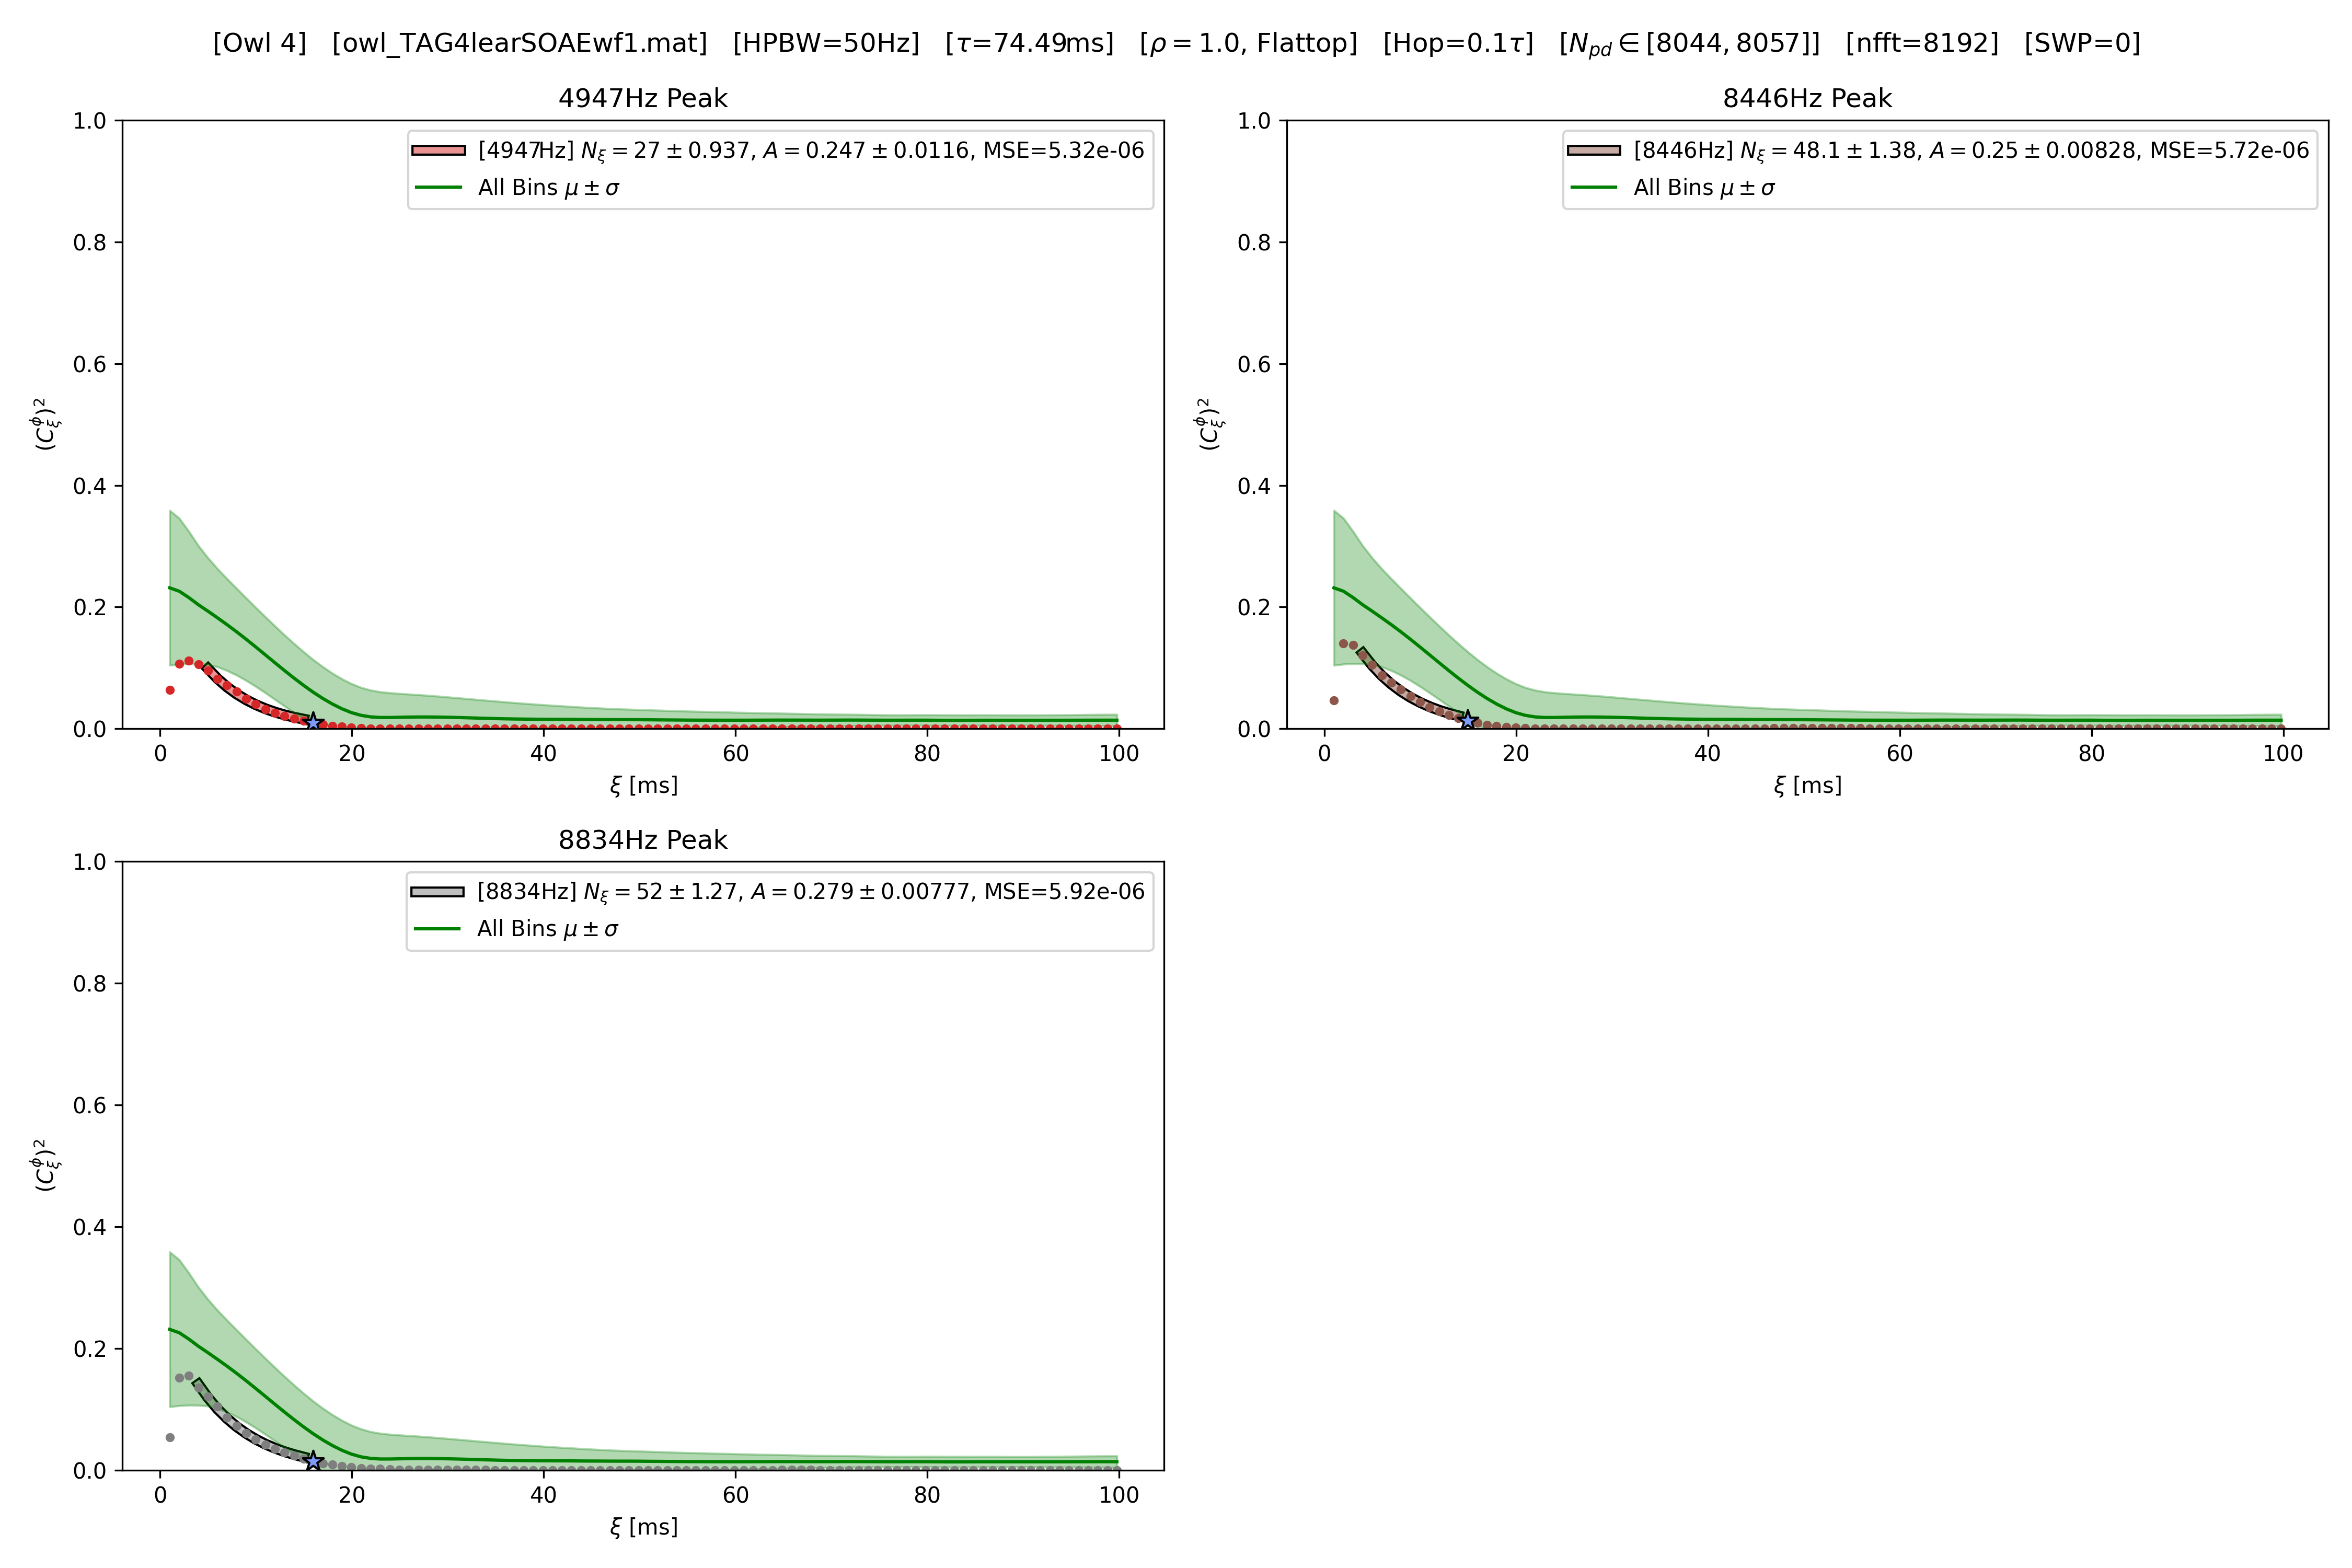 [Owl 4] [owl_TAG4learSOAEwf1.mat] [HPBW=50Hz] [τ=74.49ms] [ρ = 1.0, Flattop] [Hop=0.1τ] [N_pd ∈ [8044, 8057]] [nfft=8192] [SWP=0]
4947Hz Peak
1.0
0.8
0.6
0.4
0.2
0.0
(C_ξ^ϕ)^2
[4947Hz] N_ξ = 27 ± 0.937, A = 0.247 ± 0.0116, MSE=5.32e-06
All Bins μ ± σ
0 20 40 60 80 100
ξ [ms]
8446Hz Peak
1.0
0.8
0.6
0.4
0.2
0.0
(C_ξ^ϕ)^2
[8446Hz] N_ξ = 48.1 ± 1.38, A = 0.25 ± 0.00828, MSE=5.72e-06
All Bins μ ± σ
0 20 40 60 80 100
ξ [ms]
8834Hz Peak
1.0
0.8
0.6
0.4
0.2
0.0
(C_ξ^ϕ)^2
[8834Hz] N_ξ = 52 ± 1.27, A = 0.279 ± 0.00777, MSE=5.92e-06
All Bins μ ± σ
0 20 40 60 80 100
ξ [ms]